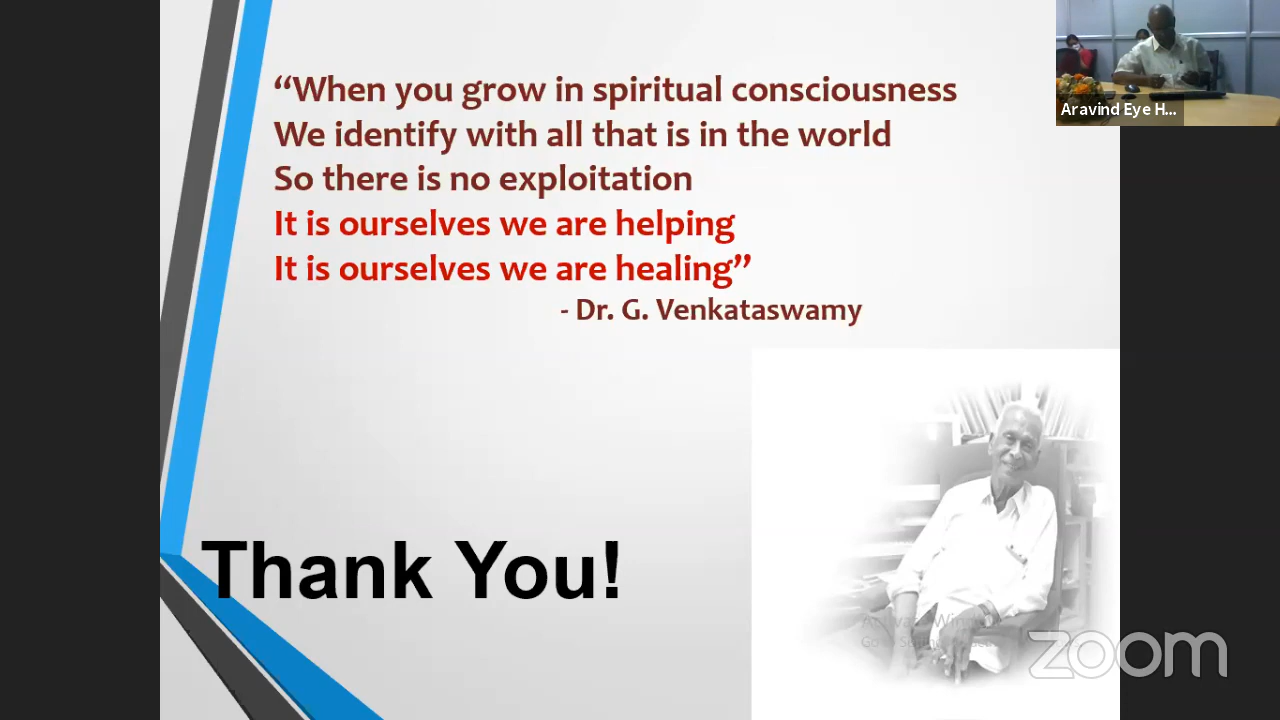 “When you grow in spiritual consciousness
We identify with all that is in the world
So there is no exploitation
It is ourselves we are helping
It is ourselves we are healing”
- Dr. G. Venkataswamy
Thank You!
Aravind Eye H...
zoom